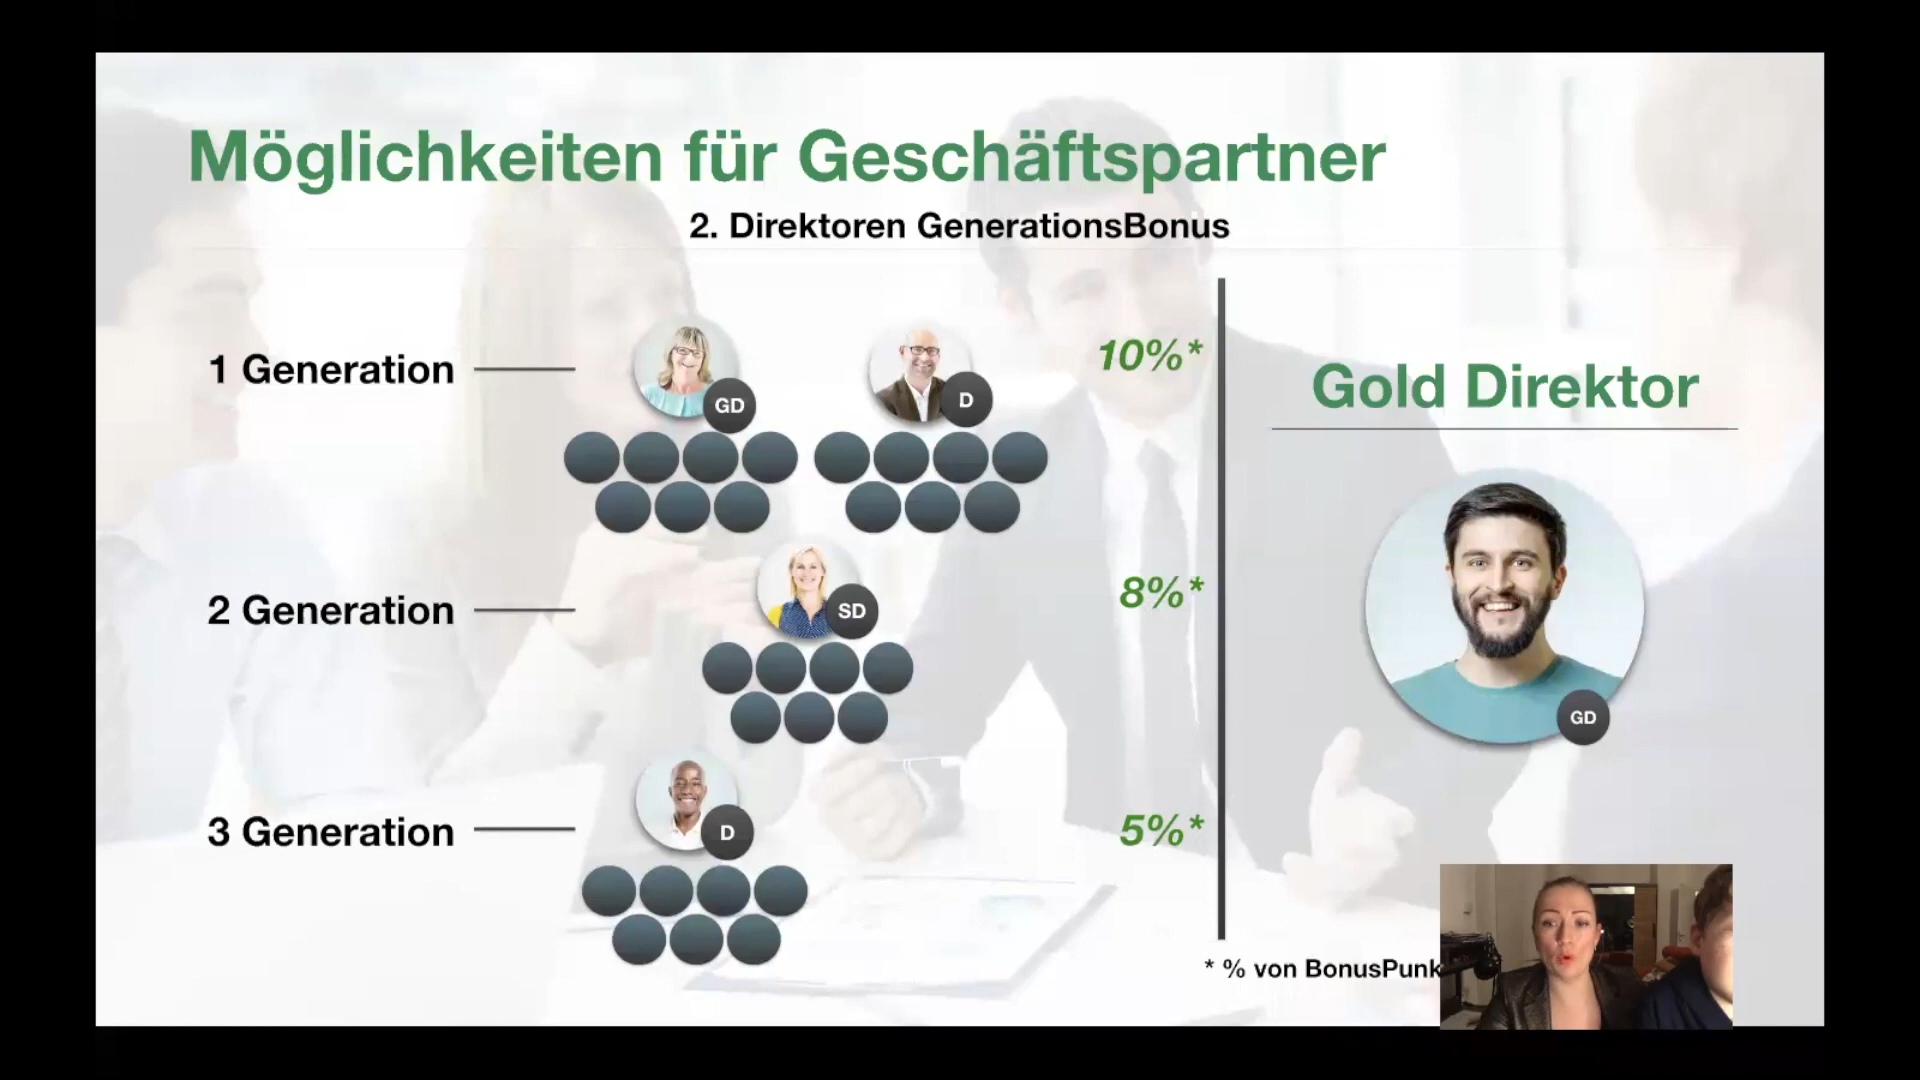 Möglichkeiten für Geschäftspartner
2. Direktoren GenerationsBonus
1 Generation
GD
D
10%*
Gold Direktor
2 Generation
SD
8%*
GD
3 Generation
D
5%*
* % von BonusPunk